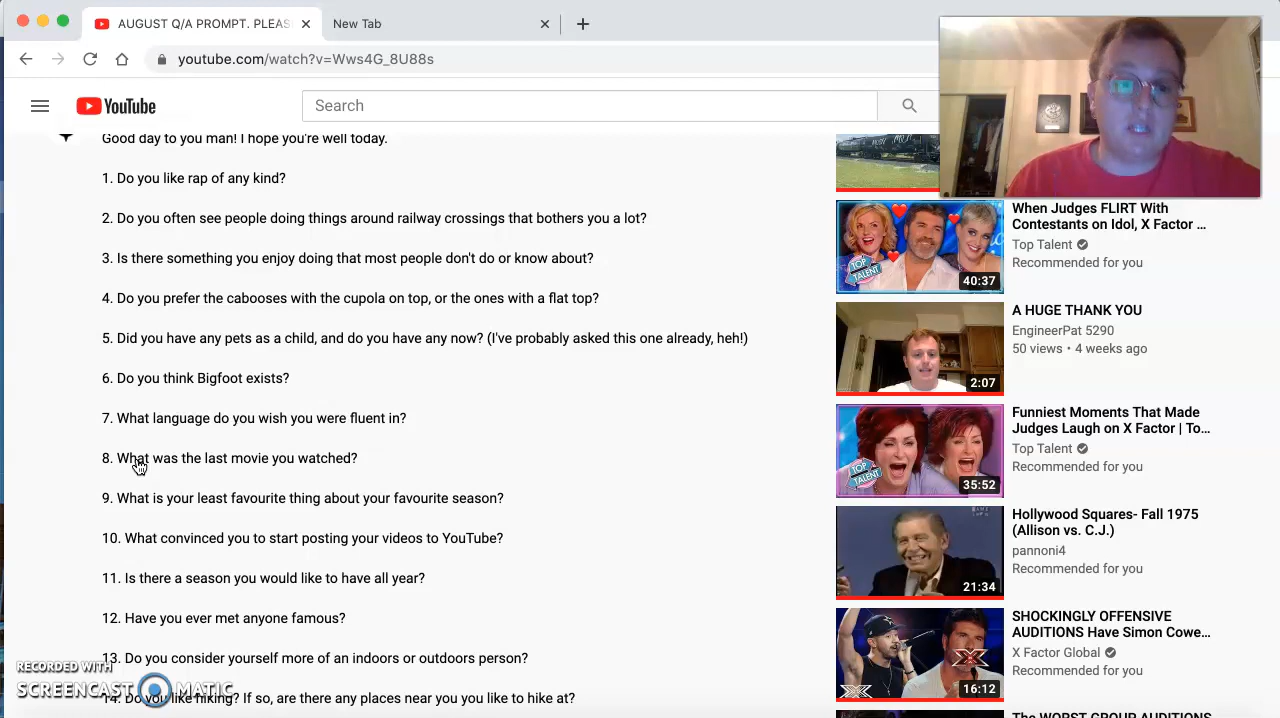 AUGUST Q/A PROMPT. PLEAS
New Tab
youtube.com/watch?v=Wws4G_8U88s
YouTube
Search
Good day to you man! I hope you're well today.
1. Do you like rap of any kind?
2. Do you often see people doing things around railway crossings that bothers you a lot?
3. Is there something you enjoy doing that most people don't do or know about?
4. Do you prefer the cabooses with the cupola on top, or the ones with a flat top?
5. Did you have any pets as a child, and do you have any now? (I've probably asked this one already, heh!)
6. Do you think Bigfoot exists?
7. What language do you wish you were fluent in?
8. What was the last movie you watched?
9. What is your least favourite thing about your favourite season?
10. What convinced you to start posting your videos to YouTube?
11. Is there a season you would like to have all year?
12. Have you ever met anyone famous?
13. Do you consider yourself more of an indoors or outdoors person?
14. Do you like hiking? If so, are there any places near you you like to hike at?
RECORDED WITH
SCREENCAST MATIC
TOP TALENT
40:37
When Judges FLIRT With
Contestants on Idol, X Factor ...
Top Talent
Recommended for you
2:07
A HUGE THANK YOU
EngineerPat 5290
50 views • 4 weeks ago
TOP TALENT
35:52
Funniest Moments That Made
Judges Laugh on X Factor | To...
Top Talent
Recommended for you
21:34
Hollywood Squares- Fall 1975
(Allison vs. C.J.)
pannoni4
Recommended for you
16:12
SHOCKINGLY OFFENSIVE
AUDITIONS Have Simon Cowe...
X Factor Global
Recommended for you
The WORST GROUP AUDITIONS